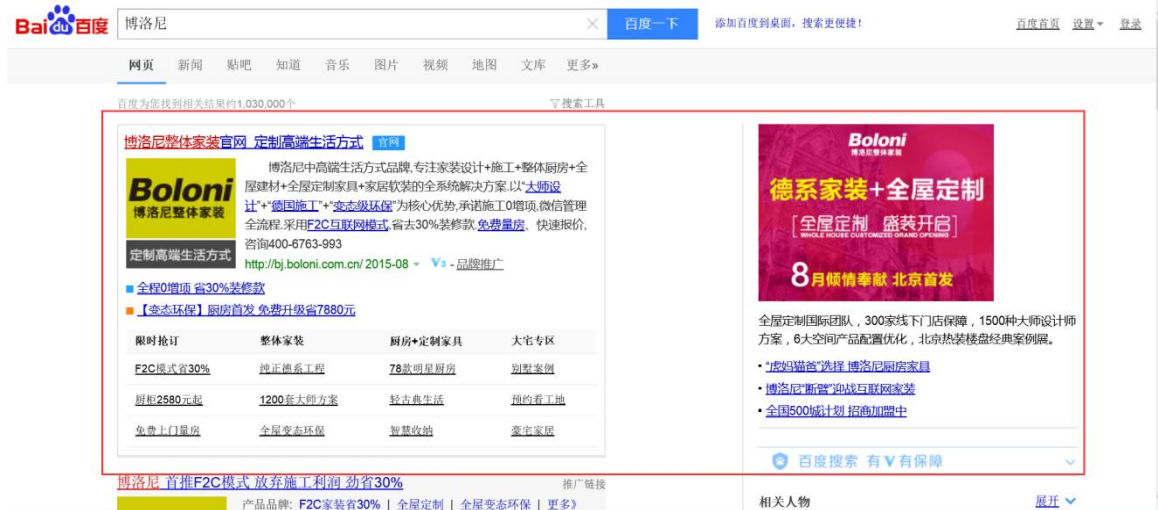 Bai du 百度
博洛尼
百度一下
添加百度到桌面，搜索更便捷！
百度首页 设置 登录
网页 新闻 贴吧 知道 音乐 图片 视频 地图 文库 更多»
百度为您找到相关结果约1,030,000个
搜索工具
博洛尼整体家装官网 定制高端生活方式 官网
Boloni
博洛尼整体家装
定制高端生活方式
博洛尼中高端生活方式品牌,专注家装设计+施工+整体厨房+全
屋建材+全屋定制家具+家居软装的全系统解决方案.以"大师设
计"+"德国施工"+"变态级环保"为核心优势,承诺施工0增项,微信管理
全流程.采用F2C互联网模式,省去30%装修款.免费量房、快速报价,
咨询400-6763-993
http://bj.boloni.com.cn/ 2015-08 V3 - 品牌推广
全程0增项 省30%装修款
【变态环保】厨房首发 免费升级省7880元
限时抢订 整体家装 厨房+定制家具 大宅专区
F2C模式省30% 纯正德系工程 78款明星厨房 别墅案例
厨柜2580元起 1200套大师方案 轻古典生活 预约看工地
免费上门量房 全屋变态环保 智慧收纳 豪宅家居
Boloni
博洛尼整体家装
德系家装+全屋定制
[全屋定制 盛装开启]
WHOLE HOUSE CUSTOMIZED GRAND OPENING
8月倾情奉献 北京首发
全屋定制国际团队，300家线下门店保障，1500种大师设计师
方案，6大空间产品配置优化，北京热装楼盘经典案例展。
·"虎妈猫爸"选择 博洛尼厨房家具
·博洛尼"断臂"迎战互联网家装
·全国500城计划 招商加盟中
百度搜索 有V有保障
博洛尼 首推F2C模式 放弃施工利润 劲省30%
推广链接
产品品牌: F2C家装省30% | 全屋定制 | 全屋变态环保 | 更多》
相关人物
展开